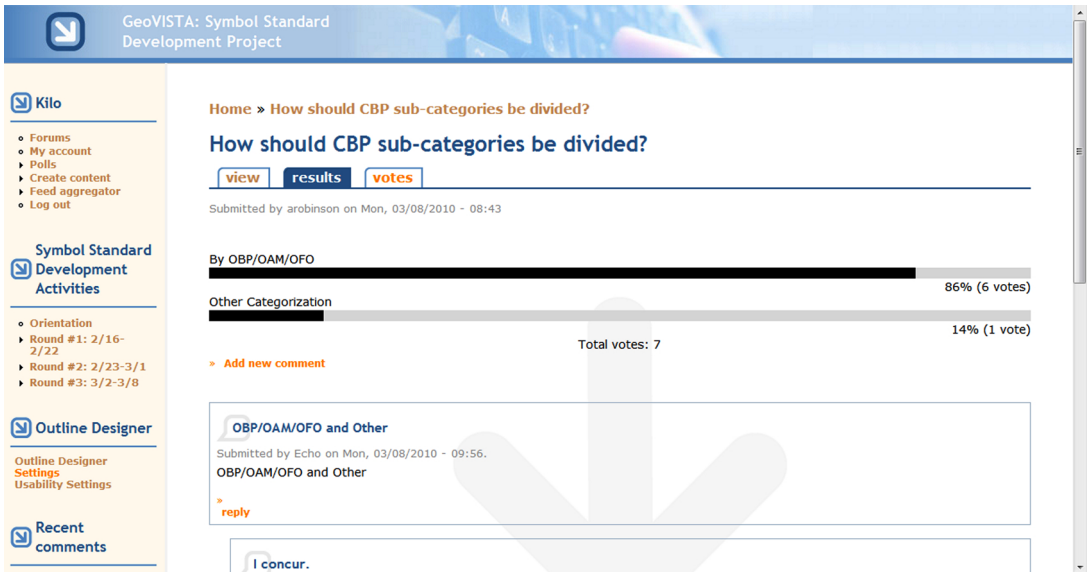 GeoVISTA: Symbol Standard
Development Project
Kilo
Forums
My account
Polls
Create content
Feed aggregator
Log out
Symbol Standard
Development
Activities
Orientation
Round #1: 2/16-
2/22
Round #2: 2/23-3/1
Round #3: 3/2-3/8
Outline Designer
Outline Designer
Settings
Usability Settings
Recent
comments
Home » How should CBP sub-categories be divided?
How should CBP sub-categories be divided?
view results votes
Submitted by arobinson on Mon, 03/08/2010 - 08:43
By OBP/OAM/OFO
86% (6 votes)
Other Categorization
14% (1 vote)
Total votes: 7
» Add new comment
OBP/OAM/OFO and Other
Submitted by Echo on Mon, 03/08/2010 - 09:56.
OBP/OAM/OFO and Other
»
reply
I concur.